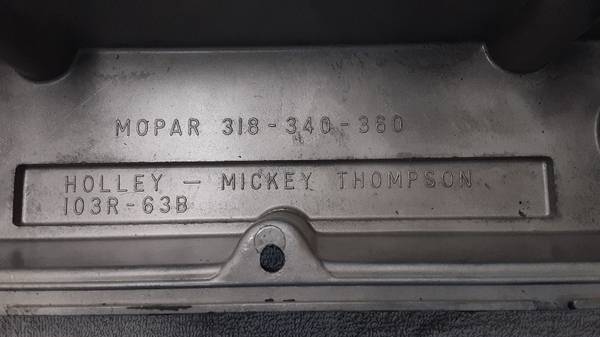 MOPAR 318-340-360
HOLLEY — MICKEY THOMPSON
103R-63B